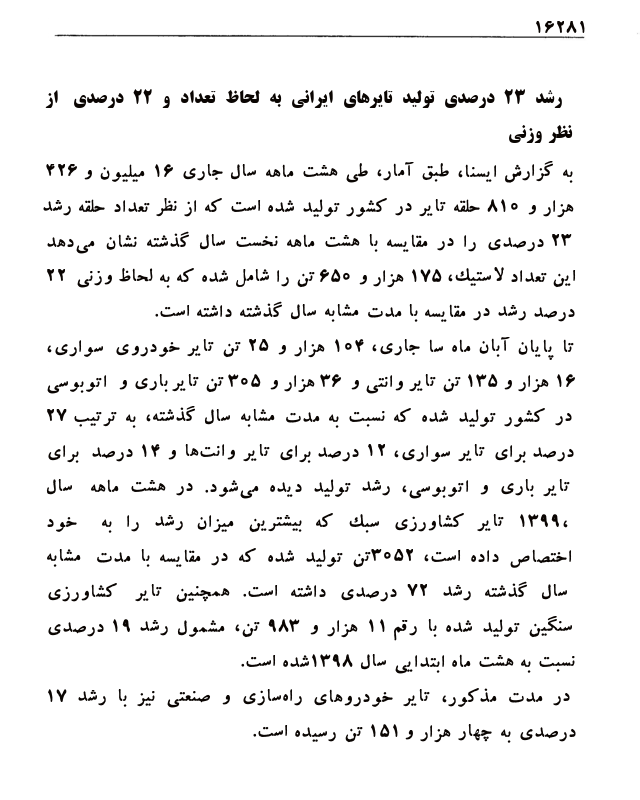 ۱۶۲۸۱
رشد ۲۳ درصدی تولید تایرهای ایرانی به لحاظ تعداد و ۲۲ درصدی از
نظر وزنی
به گزارش ایسنا، طبق آمار، طی هشت ماهه سال جاری ۱۶ میلیون و ۴۲۶
هزار و ۸۱۰ حلقه تایر در کشور تولید شده است که از نظر تعداد حلقه رشد
۲۳ درصدی را در مقایسه با هشت ماهه نخست سال گذشته نشان می‌دهد
این تعداد لاستیك، ۱۷۵ هزار و ۶۵۰ تن را شامل شده که به لحاظ وزنی ۲۲
درصد رشد در مقایسه با مدت مشابه سال گذشته داشته است.
تا پایان آبان ماه سا جاری، ۱۰۴ هزار و ۲۵ تن تایر خودروی سواری،
۱۶ هزار و ۱۳۵ تن تایر وانتی و ۳۶ هزار و ۳۰۵ تن تایر باری و اتوبوسی
در کشور تولید شده که نسبت به مدت مشابه سال گذشته، به ترتیب ۲۷
درصد برای تایر سواری، ۱۲ درصد برای تایر وانت‌ها و ۱۴ درصد برای
تایر باری و اتوبوسی، رشد تولید دیده می‌شود. در هشت ماهه سال
،۱۳۹۹ تایر کشاورزی سبك که بیشترین میزان رشد را به خود
اختصاص داده است، ۳۰۵۲تن تولید شده که در مقایسه با مدت مشابه
سال گذشته رشد ۷۲ درصدی داشته است. همچنین تایر کشاورزی
سنگین تولید شده با رقم ۱۱ هزار و ۹۸۳ تن، مشمول رشد ۱۹ درصدی
نسبت به هشت ماه ابتدایی سال ۱۳۹۸شده است.
در مدت مذکور، تایر خودروهای راه‌سازی و صنعتی نیز با رشد ۱۷
درصدی به چهار هزار و ۱۵۱ تن رسیده است.